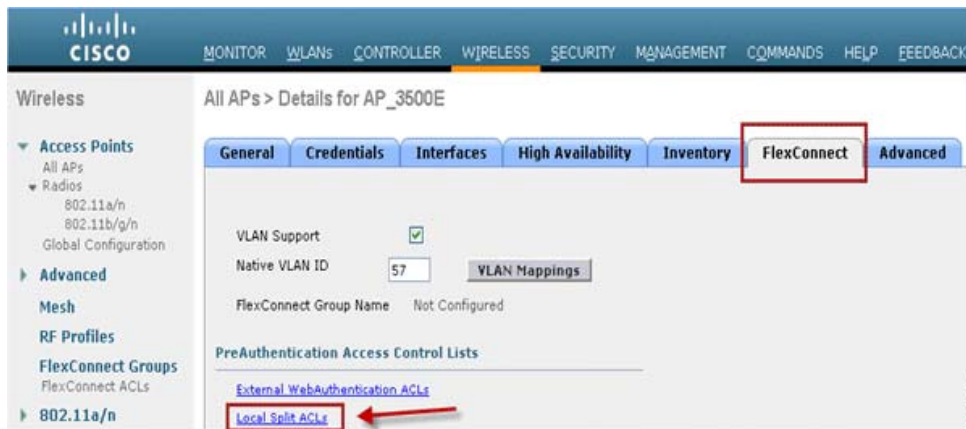 CISCO
MONITOR WLANs CONTROLLER WIRELESS SECURITY MANAGEMENT COMMANDS HELP FEEDBACK
Wireless
Access Points
All APs
Radios
802.11a/n
802.11b/g/n
Global Configuration
Advanced
Mesh
RF Profiles
FlexConnect Groups
FlexConnect ACLs
802.11a/n
All APs > Details for AP_3500E
General Credentials Interfaces High Availability Inventory FlexConnect Advanced
VLAN Support
Native VLAN ID 57 VLAN Mappings
FlexConnect Group Name Not Configured
PreAuthentication Access Control Lists
External WebAuthentication ACLs
Local Split ACLs